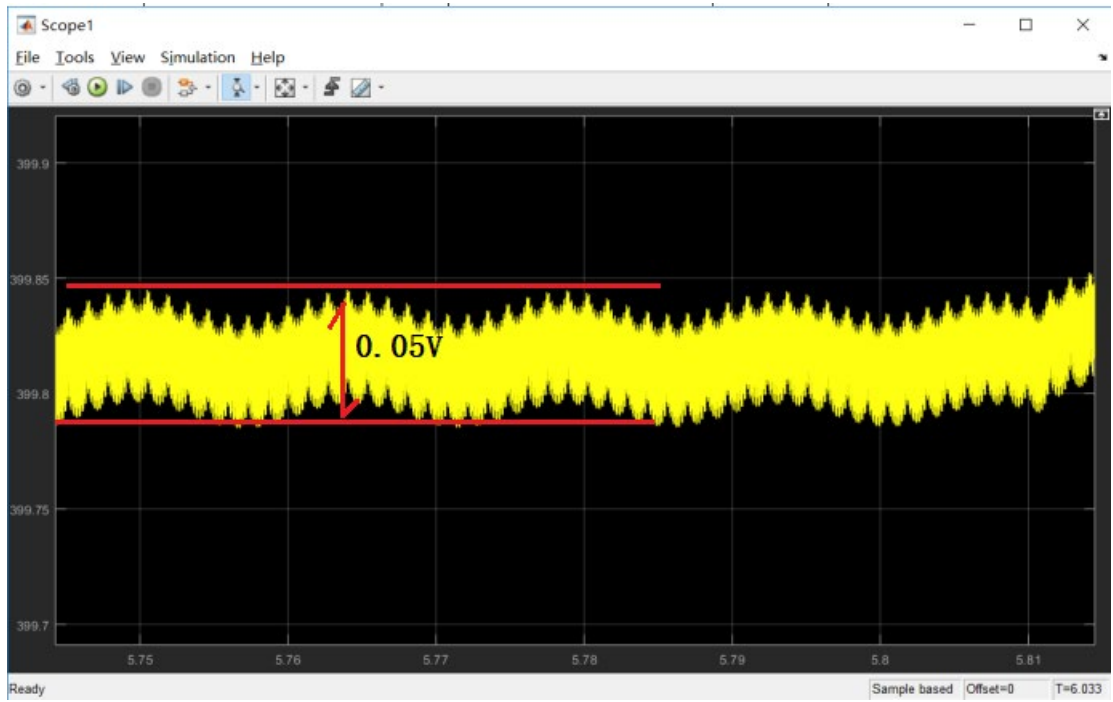 Scope1
File Tools View Simulation Help
399.9
399.85
0.05V
399.8
399.75
399.7
5.75 5.76 5.77 5.78 5.79 5.8 5.81
Ready Sample based Offset=0 T=6.033